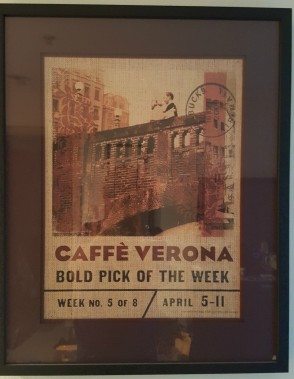 CAFFÈ VERONA
BOLD PICK OF THE WEEK
WEEK NO. 5 OF 8 / APRIL 5-11